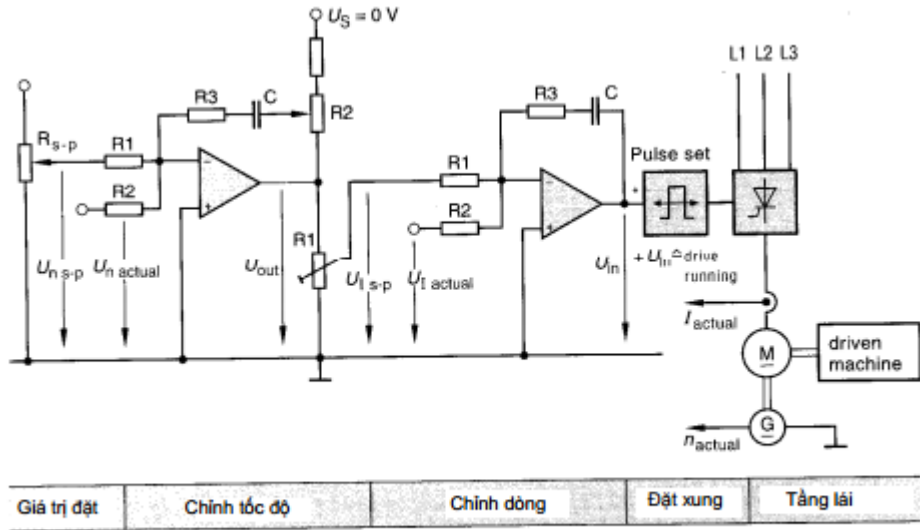 U_S = 0 V
L1 L2 L3
R3 C
R2
R3 C
R_s-p
R1
R1
Pulse set
R2
R2
R1
U_n s-p
U_n actual
U_out
U_I s-p
U_I actual
U_in
+ U_in ≙ drive running
I_actual
M
driven
machine
G
n_actual
Giá trị đặt
Chỉnh tốc độ
Chỉnh dòng
Đặt xung
Tầng lái